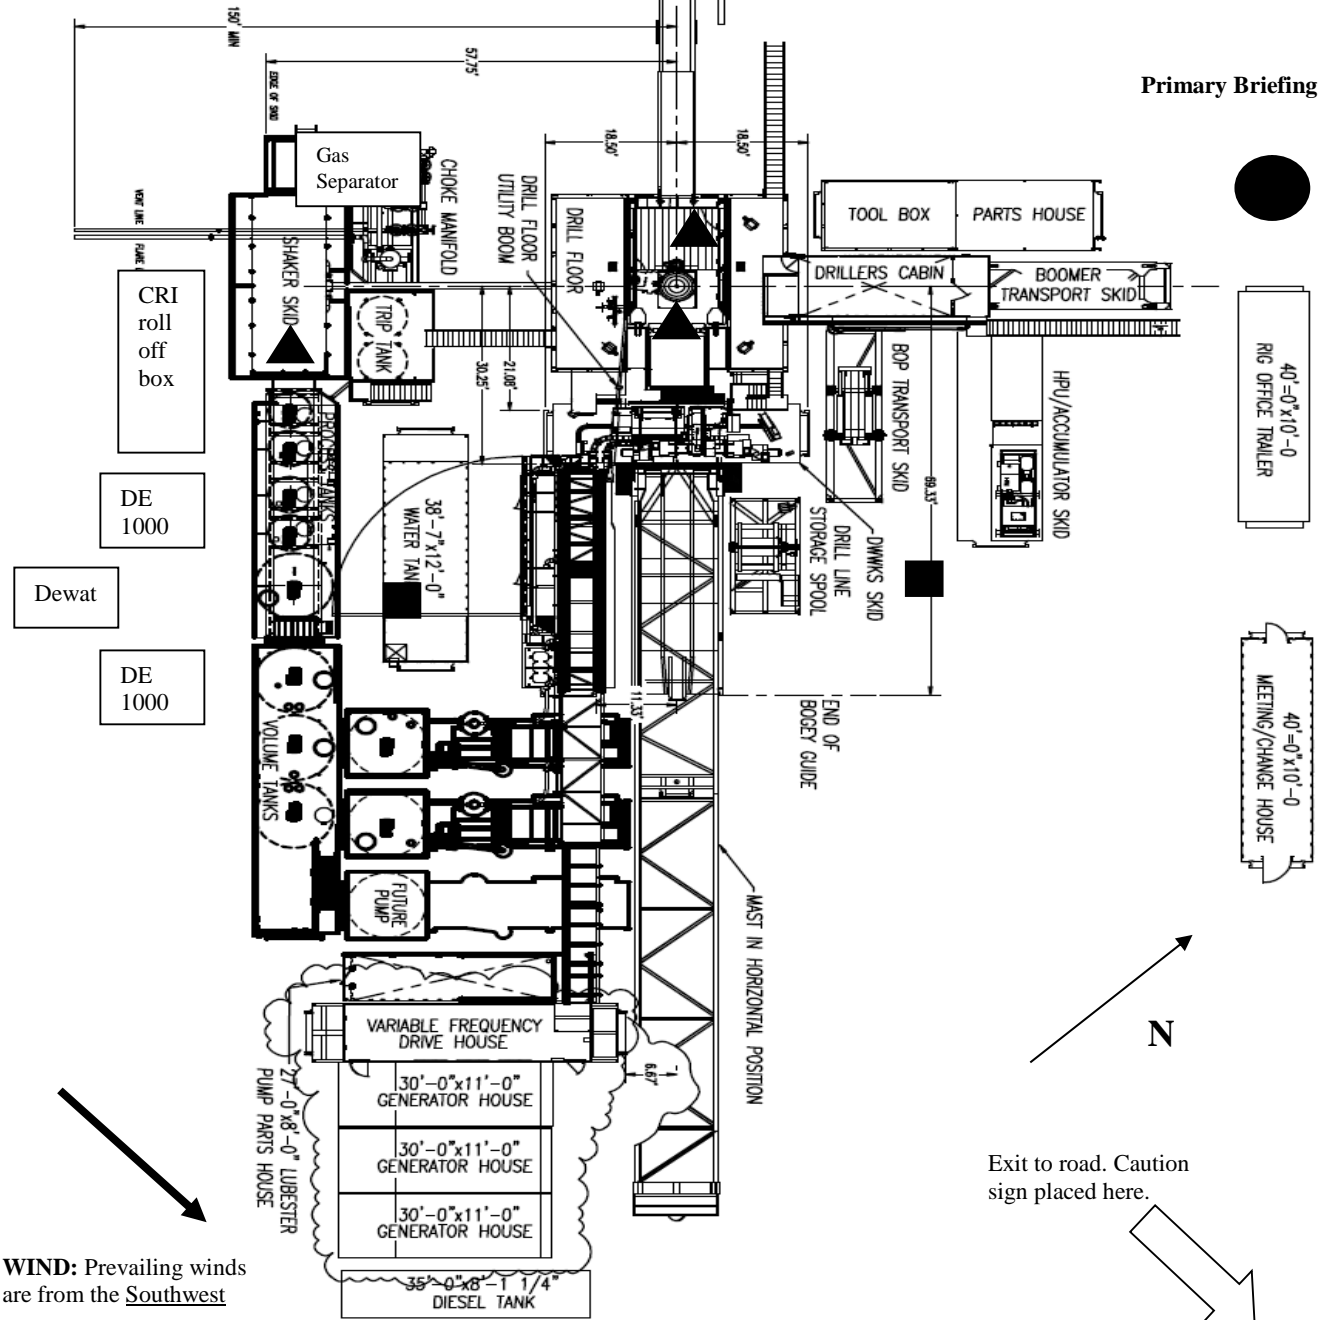 150' MIN
57.75'
EDGE OF SKID
18.50'
18.50'
Primary Briefing
Gas
Separator
CHOKE MANIFOLD
DRILL FLOOR
UTILITY BOOM
DRILL FLOOR
TOOL BOX
PARTS HOUSE
VENT LINE
SHAKER SKID
DRILLERS CABIN
BOOMER
TRANSPORT SKID
CRI
roll
off
box
TRIP TANK
30.25'
21.08'
BOP TRANSPORT SKID
HPU/ACCUMULATOR SKID
40'=0"x10'-0
RIG OFFICE TRAILER
DE
1000
PROCESS TANKS
38'-7"x12'-0"
WATER TAN
69.33'
DRILL LINE
STORAGE SPOOL
DWWKS SKID
Dewat
DE
1000
VOLUME TANKS
11.33'
END OF
BOGEY GUIDE
40'=0"x10'-0
MEETING/CHANGE HOUSE
FUTURE
PUMP
MAST IN HORIZONTAL POSITION
VARIABLE FREQUENCY
DRIVE HOUSE
6.67'
N
27'-0"x8'-0" LUBESTER
PUMP PARTS HOUSE
30'-0"x11'-0"
GENERATOR HOUSE
30'-0"x11'-0"
GENERATOR HOUSE
30'-0"x11'-0"
GENERATOR HOUSE
Exit to road. Caution
sign placed here.
WIND: Prevailing winds
are from the Southwest
35'-0"x8'-1 1/4"
DIESEL TANK